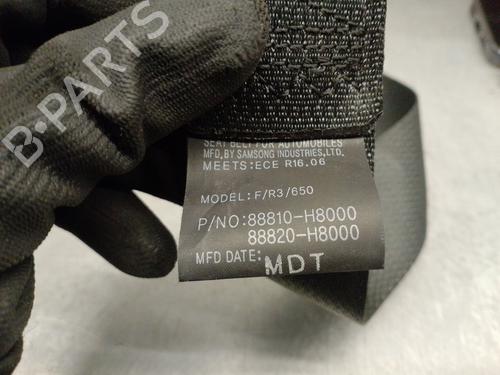 SEAT BELT FOR AUTOMOBILES
MFD, BY SAMSONG INDUSTRIES, LTD.
MEETS:ECE R16.06
MODEL: F/R3/650
P/NO:88810-H8000
88820-H8000
MFD DATE:
MDT
B-PARTS